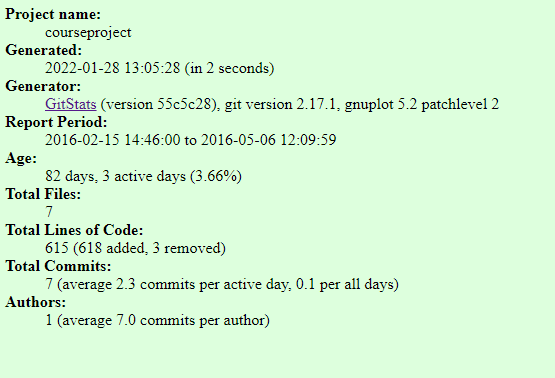 Project name:
courseproject
Generated:
2022-01-28 13:05:28 (in 2 seconds)
Generator:
GitStats (version 55c5c28), git version 2.17.1, gnuplot 5.2 patchlevel 2
Report Period:
2016-02-15 14:46:00 to 2016-05-06 12:09:59
Age:
82 days, 3 active days (3.66%)
Total Files:
7
Total Lines of Code:
615 (618 added, 3 removed)
Total Commits:
7 (average 2.3 commits per active day, 0.1 per all days)
Authors:
1 (average 7.0 commits per author)